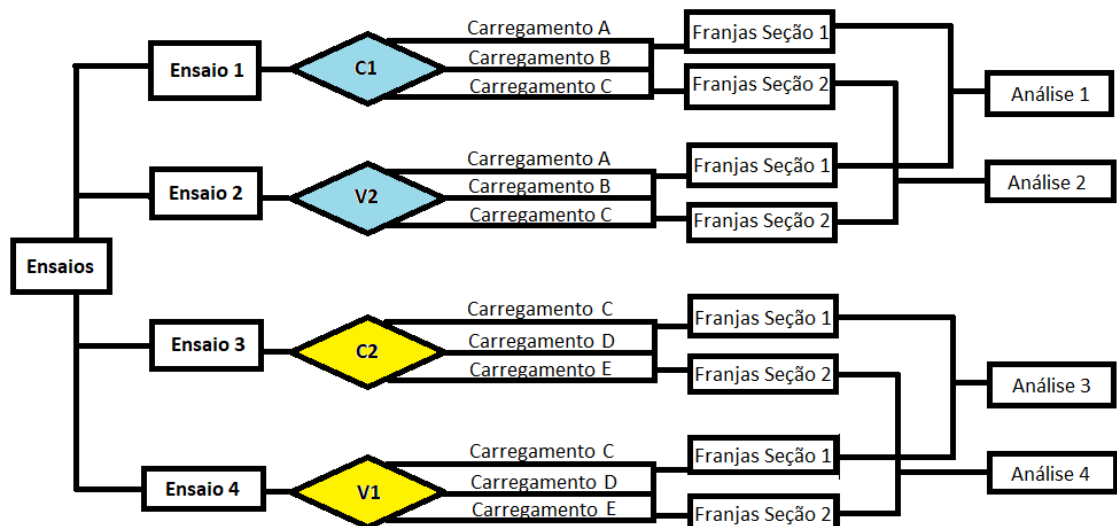 Ensaios
Ensaio 1
C1
Carregamento A
Carregamento B
Carregamento C
Franjas Seção 1
Franjas Seção 2
Ensaio 2
V2
Carregamento A
Carregamento B
Carregamento C
Franjas Seção 1
Franjas Seção 2
Análise 1
Análise 2
Ensaio 3
C2
Carregamento C
Carregamento D
Carregamento E
Franjas Seção 1
Franjas Seção 2
Ensaio 4
V1
Carregamento C
Carregamento D
Carregamento E
Franjas Seção 1
Franjas Seção 2
Análise 3
Análise 4